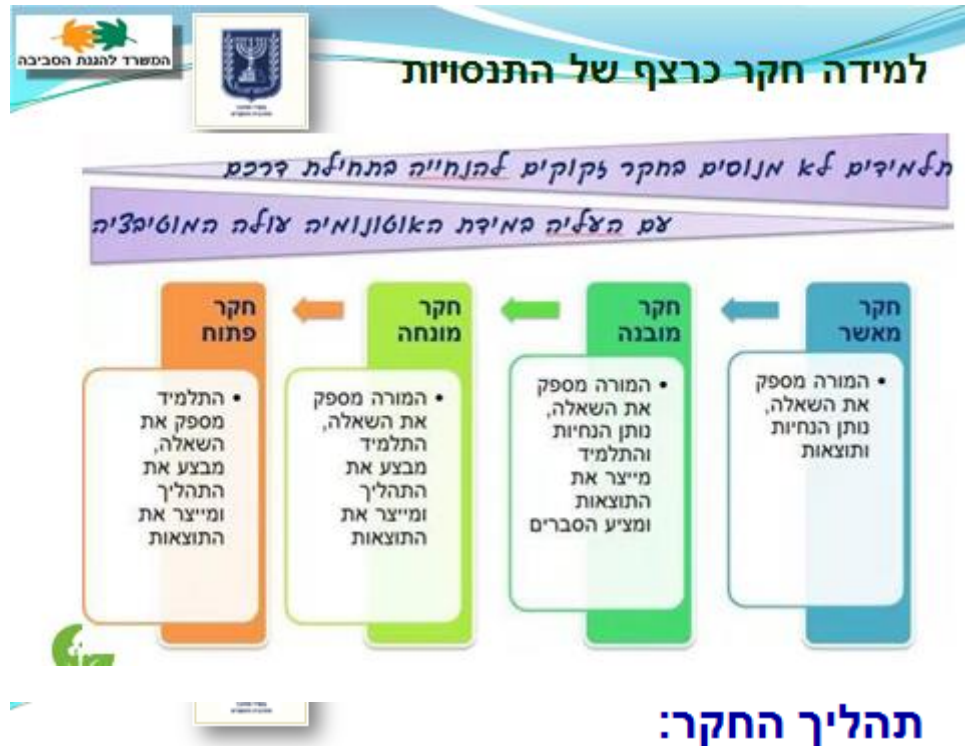 המשרד להגנת הסביבה
למידה חקר כרצף של התנסויות
תלמידים לא מנוסים בחקר זקוקים להנחייה בתחילת דרכם
עם העליה במידת האוטונומיה עולה המוטיבציה
חקר
מאשר
• המורה מספק
את השאלה,
נותן הנחיות
ותוצאות
חקר
מובנה
• המורה מספק
את השאלה,
נותן הנחיות
והתלמיד
מייצר את
התוצאות
ומציע הסברים
חקר
מונחה
• המורה מספק
את השאלה,
התלמיד
מבצע את
התהליך
ומייצר את
התוצאות
חקר
פתוח
• התלמיד
מספק את
השאלה,
מבצע את
התהליך
ומייצר את
התוצאות
תהליך החקר: